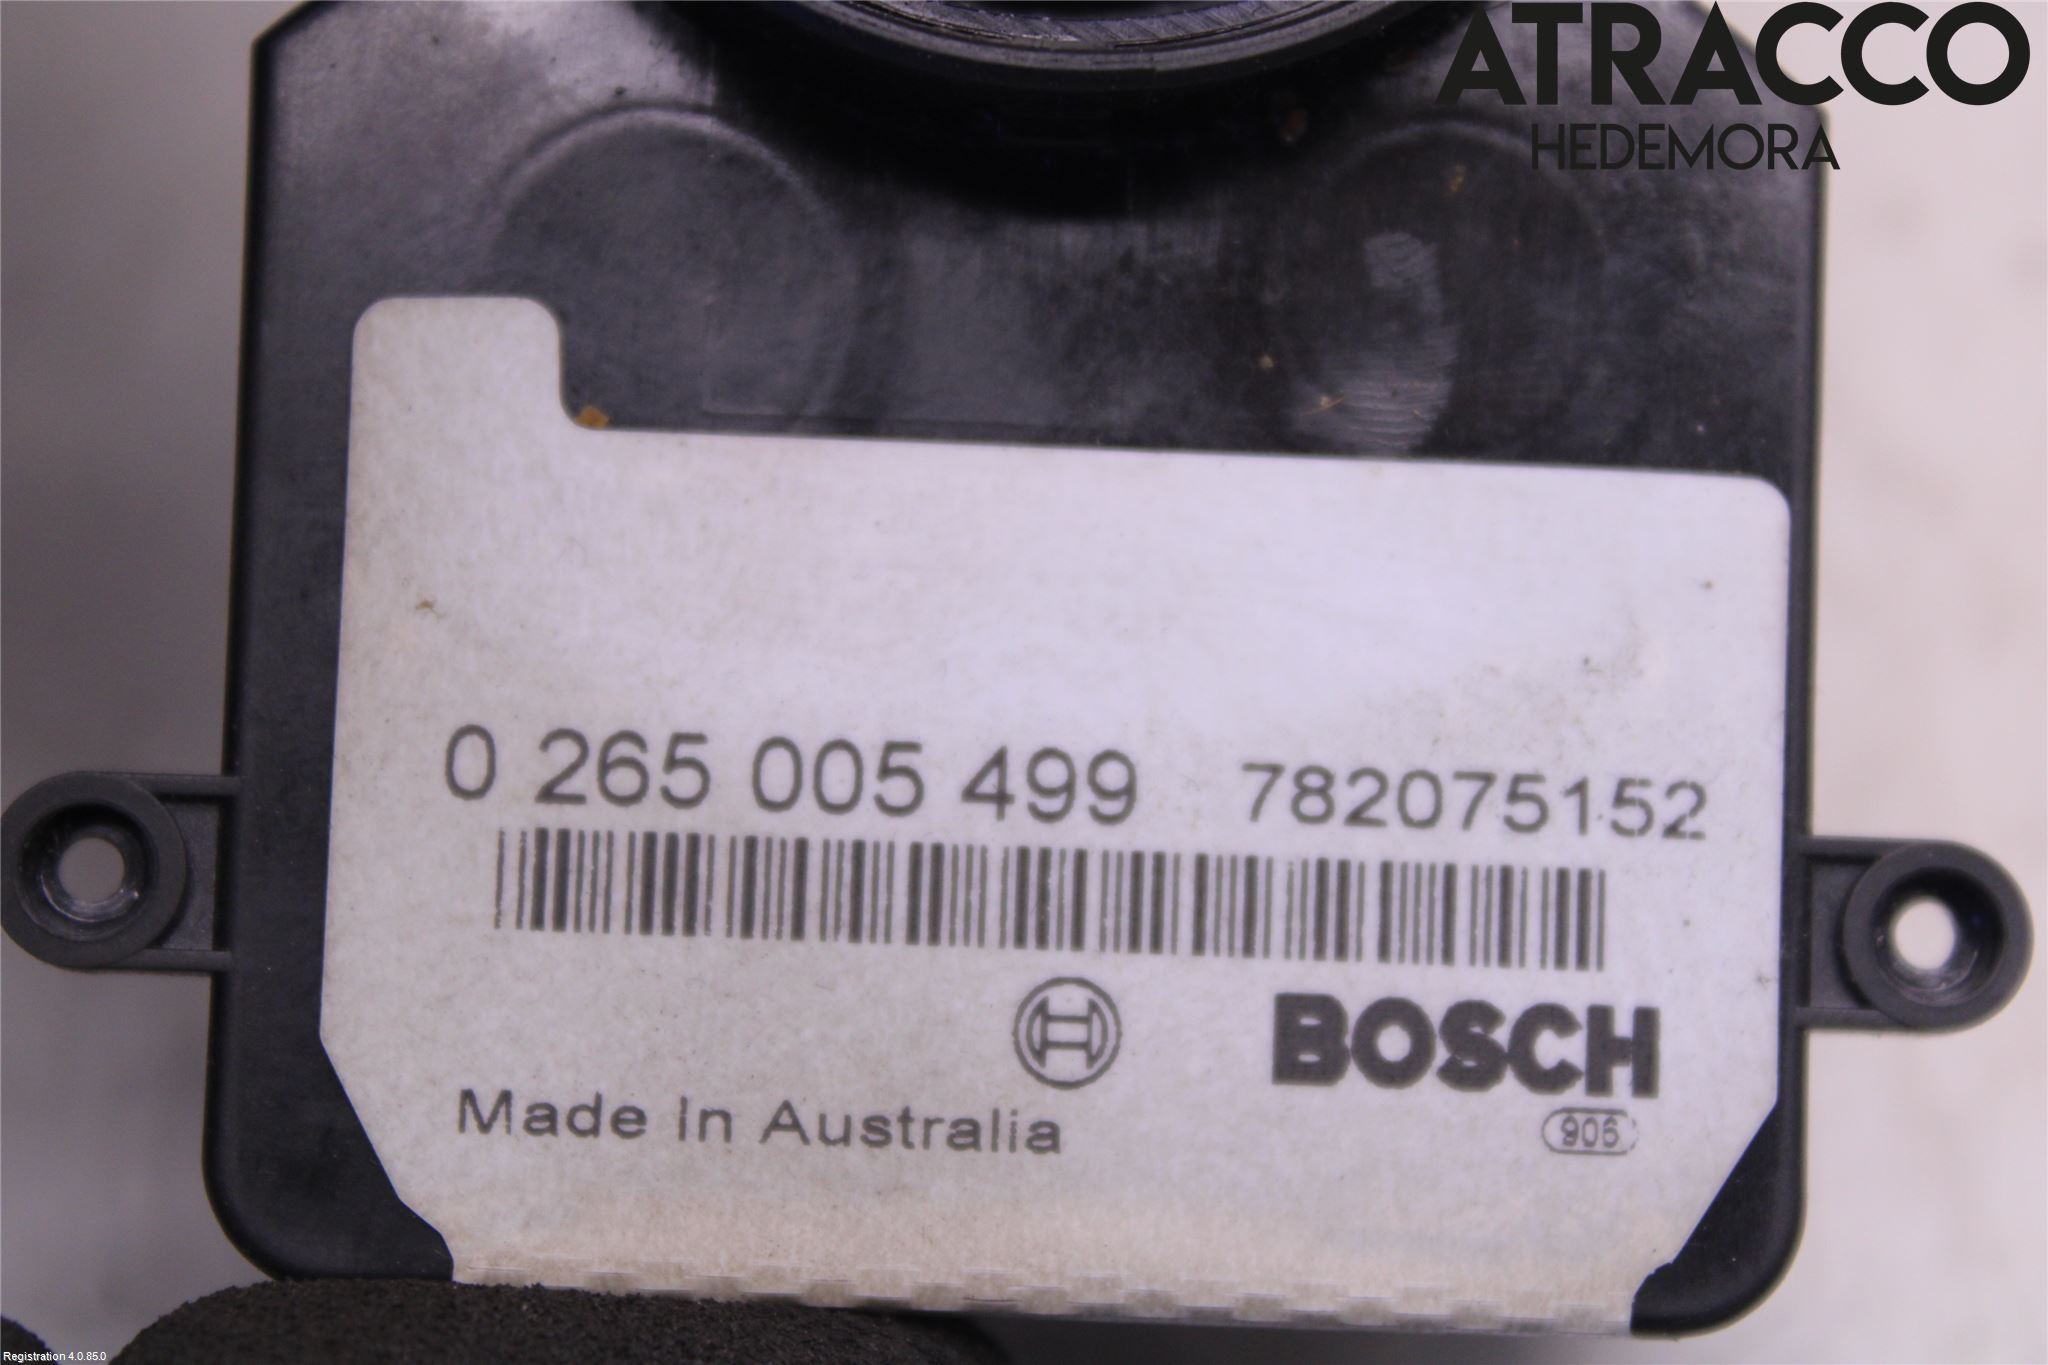 ATRACCO
HEDEMORA
0 265 005 499 782075152
BOSCH
Made In Australia
906
Registration 4.0.85.0